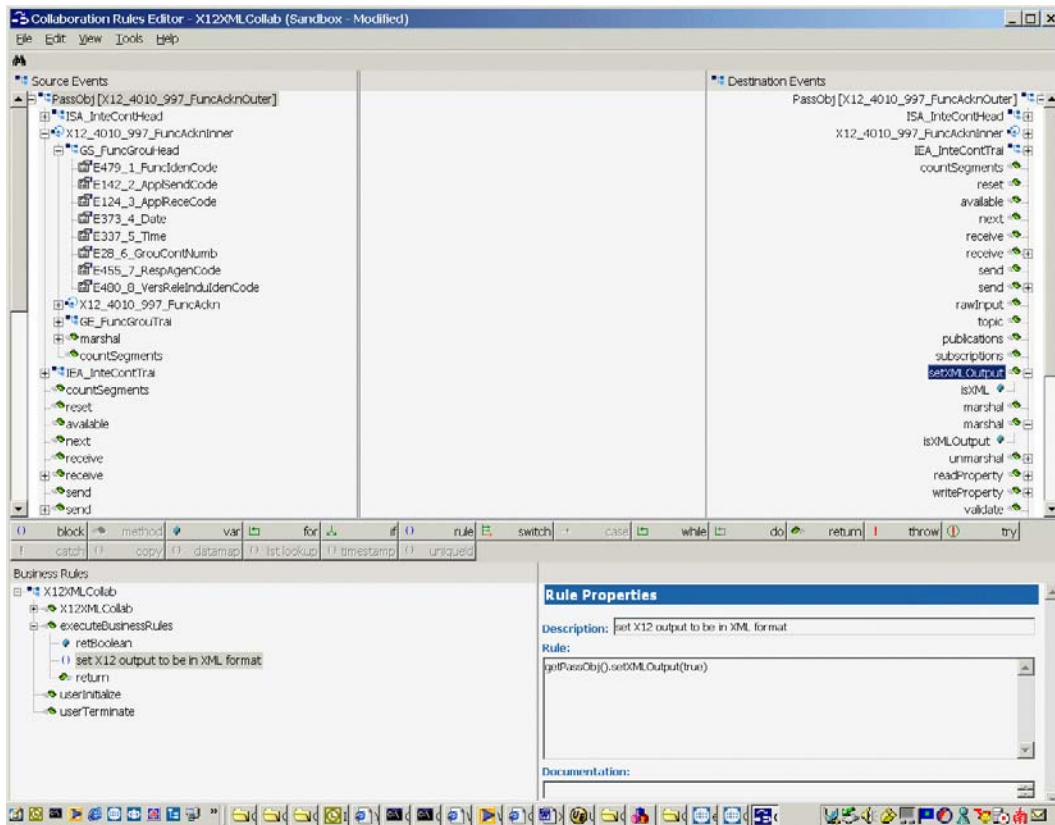 Collaboration Rules Editor - X12XMLCollab (Sandbox - Modified)
File Edit View Tools Help
Source Events
PassObj [X12_4010_997_FuncAcknOuter]
ISA_InteContHead
X12_4010_997_FuncAcknInner
GS_FuncGrouHead
E479_1_FuncIdenCode
E142_2_ApplSendCode
E124_3_ApplReceCode
E373_4_Date
E337_5_Time
E28_6_GrouContNumb
E455_7_RespAgenCode
E480_8_VersReleInduIdenCode
X12_4010_997_FuncAckn
GE_FuncGrouTrai
marshal
countSegments
IEA_InteContTrai
countSegments
reset
available
next
receive
receive
send
send
Destination Events
PassObj [X12_4010_997_FuncAcknOuter]
ISA_InteContHead
X12_4010_997_FuncAcknInner
IEA_InteContTrai
countSegments
reset
available
next
receive
receive
send
send
rawInput
topic
publications
subscriptions
setXMLOutput
isXML
marshal
marshal
isXMLOutput
unmarshal
readProperty
writeProperty
validate
block method var for if rule switch case while do return throw try
catch copy datamap list lookup timestamp uniqueid
Business Rules
X12XMLCollab
X12XMLCollab
executeBusinessRules
retBoolean
set X12 output to be in XML format
return
userInitialize
userTerminate
Rule Properties
Description: set X12 output to be in XML format
Rule:
getPassObj().setXMLOutput(true)
Documentation: